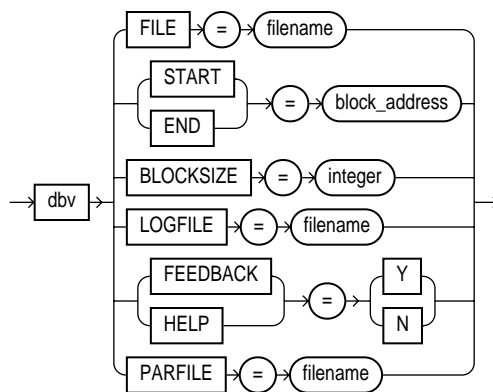 FILE = filename
START
= block_address
END
BLOCKSIZE = integer
dbv
LOGFILE = filename
FEEDBACK Y
=
HELP N
PARFILE = filename